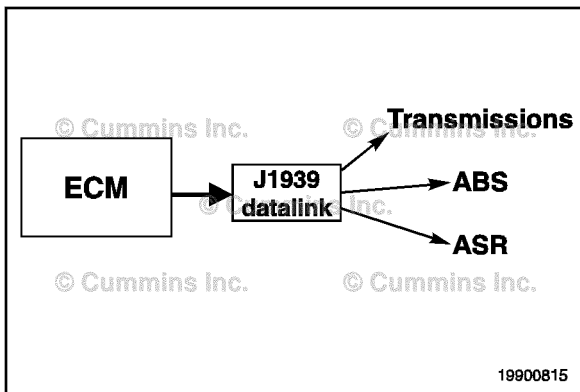 Transmissions
© Cummins Inc.
© Cummins Inc.
ECM
J1939
datalink
ABS
© Cummins Inc.
ASR
© Cummins Inc.
© Cummins Inc.
19900815